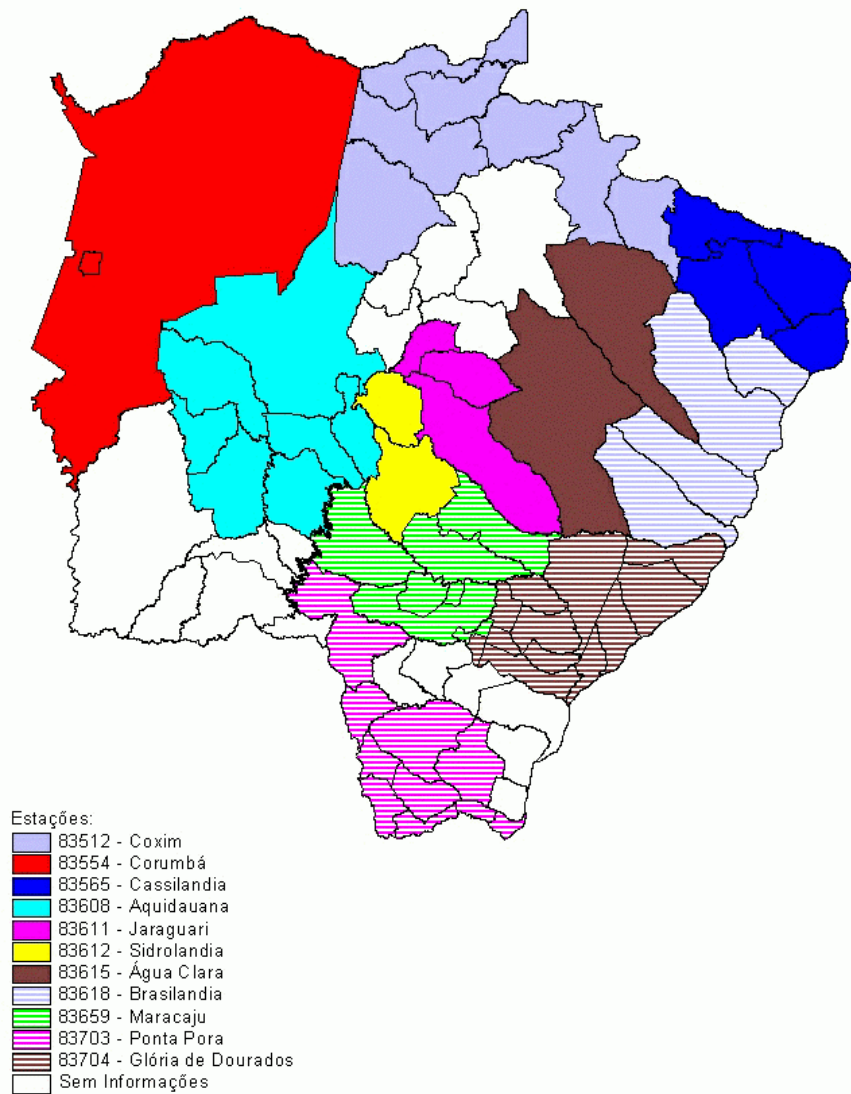 Estações:
83512 - Coxim
83554 - Corumbá
83565 - Cassilandia
83608 - Aquidauana
83611 - Jaraguari
83612 - Sidrolandia
83615 - Água Clara
83618 - Brasilandia
83659 - Maracaju
83703 - Ponta Pora
83704 - Glória de Dourados
Sem Informações